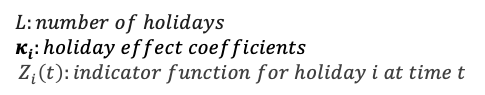 L: number of holidays
κᵢ: holiday effect coefficients
Zᵢ(t): indicator function for holiday i at time t